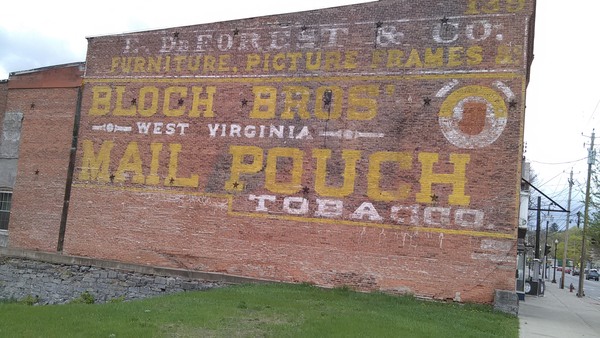 E. DEFOREST & CO.
FURNITURE, PICTURE FRAMES &
BLOCH BROS'
WEST VIRGINIA
MAIL POUCH
TOBACCO